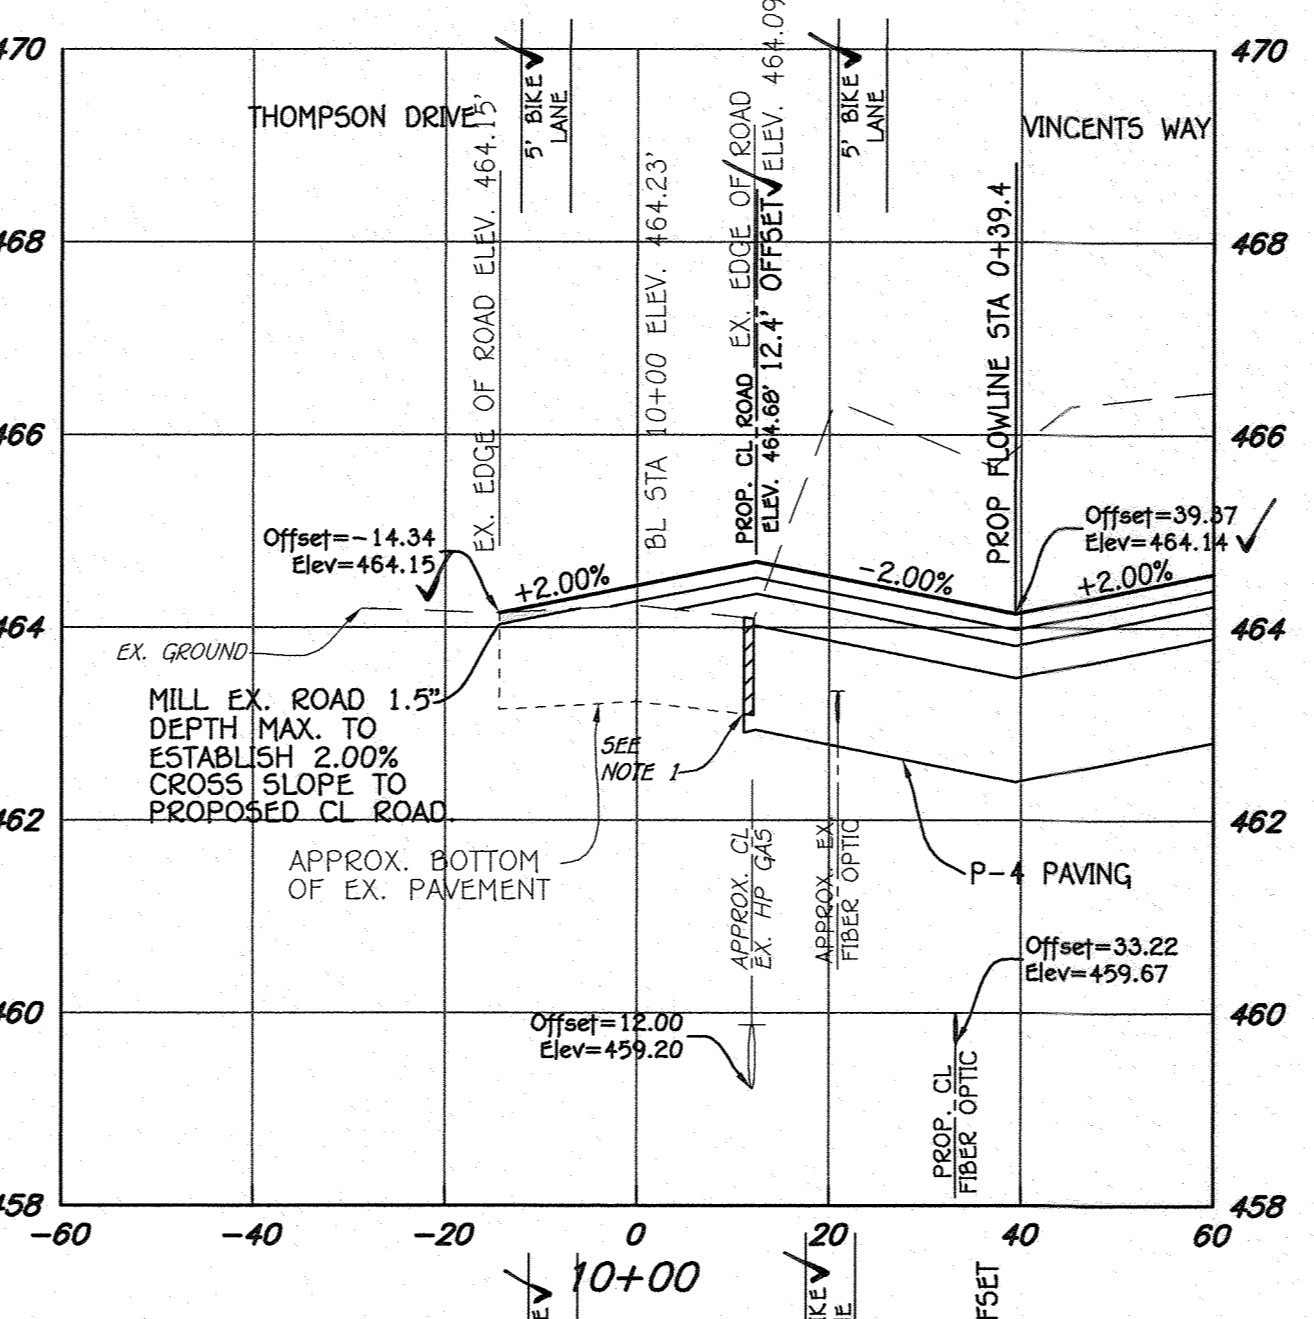 470
468
466
464
462
460
458
470
468
466
464
462
460
458
THOMPSON DRIVE
5' BIKE
LANE
5' BIKE
LANE
VINCENTS WAY
EX. EDGE OF ROAD ELEV. 464.15'
BL STA 10+00 ELEV. 464.23'
EX. EDGE OF ROAD
ELEV. 464.09
PROP. CL ROAD
ELEV. 464.68' 12.4' OFFSET
PROP FLOWLINE STA 0+39.4
Offset=-14.34
Elev=464.15
+2.00%
-2.00%
+2.00%
Offset=39.37
Elev=464.14
EX. GROUND
MILL EX. ROAD 1.5"
DEPTH MAX. TO
ESTABLISH 2.00%
CROSS SLOPE TO
PROPOSED CL ROAD.
SEE
NOTE 1
APPROX. BOTTOM
OF EX. PAVEMENT
APPROX. CL
EX. HP GAS
APPROX. EX.
FIBER OPTIC
P-4 PAVING
Offset=33.22
Elev=459.67
Offset=12.00
Elev=459.20
PROP. CL
FIBER OPTIC
-60
-40
-20
0
20
40
60
10+00